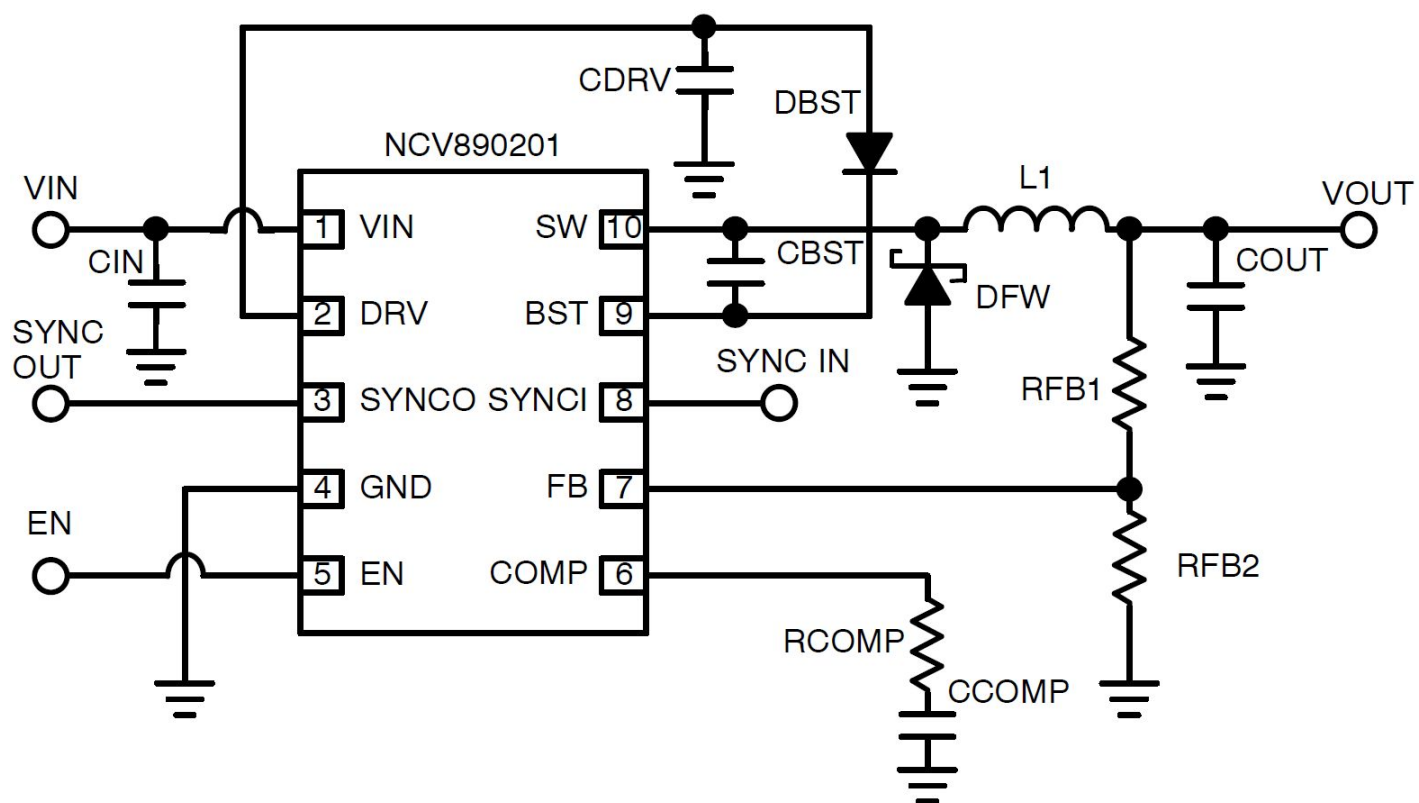 CDRV
DBST
NCV890201
VIN
L1
VOUT
1 VIN
SW 10
CIN
CBST
COUT
DFW
2 DRV
BST 9
SYNC
OUT
SYNC IN
RFB1
3 SYNCO
SYNCI 8
4 GND
FB 7
EN
5 EN
COMP 6
RFB2
RCOMP
CCOMP